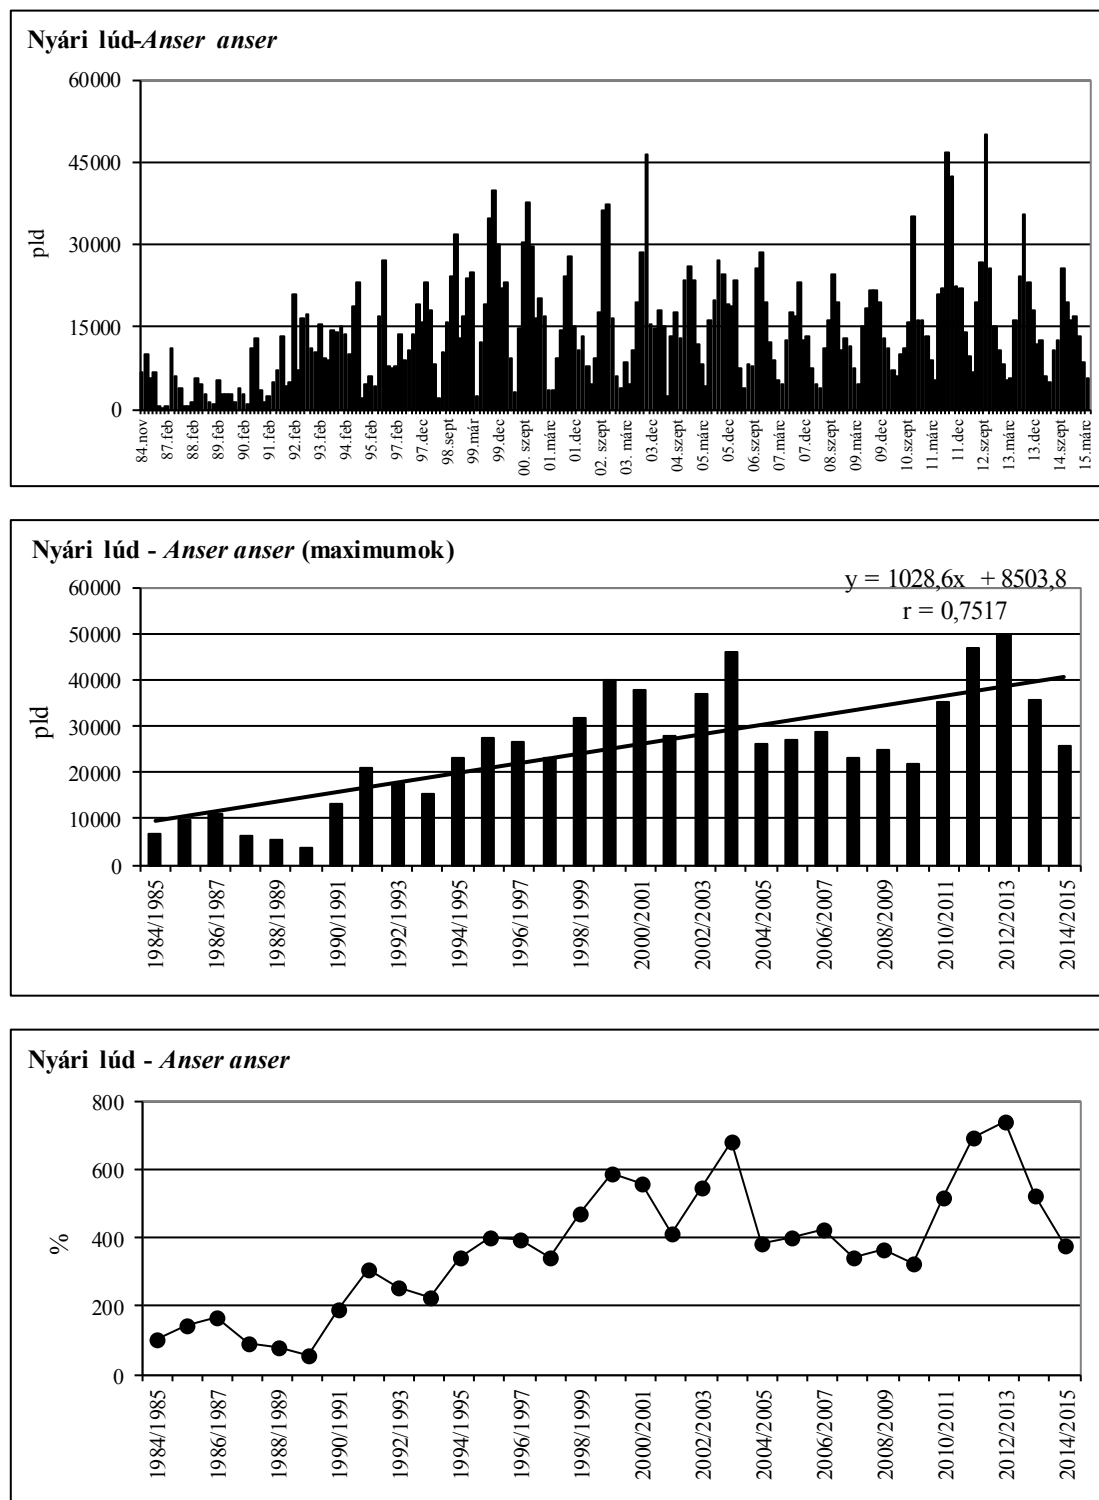 Nyári lúd-Anser anser
60000
45000
30000
15000
0
pld
84.nov
87.feb
88.feb
89.feb
90.feb
91.feb
92.feb
93.feb
94.feb
95.feb
96.feb
97.feb
97.dec
98.sept
99.már
99.dec
00. szept
01.márc
01.dec
02. szept
03. márc
03.dec
04.szept
05.márc
05.dec
06.szept
07.márc
07.dec
08.szept
09.márc
09.dec
10.szept
11.márc
11.dec
12.szept
13.márc
13.dec
14.szept
15.márc
Nyári lúd - Anser anser (maximumok)
y = 1028,6x + 8503,8
r = 0,7517
60000
50000
40000
30000
20000
10000
0
pld
1984/1985
1986/1987
1988/1989
1990/1991
1992/1993
1994/1995
1996/1997
1998/1999
2000/2001
2002/2003
2004/2005
2006/2007
2008/2009
2010/2011
2012/2013
2014/2015
Nyári lúd - Anser anser
800
600
400
200
0
%
1984/1985
1986/1987
1988/1989
1990/1991
1992/1993
1994/1995
1996/1997
1998/1999
2000/2001
2002/2003
2004/2005
2006/2007
2008/2009
2010/2011
2012/2013
2014/2015